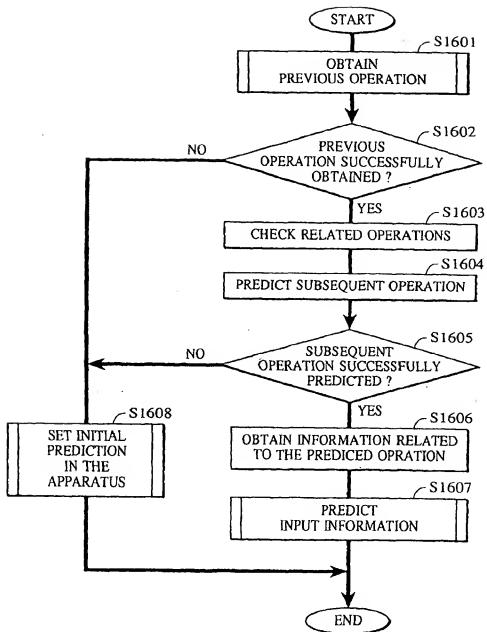 START
S1601
OBTAIN
PREVIOUS OPERATION
S1602
NO
PREVIOUS
OPERATION SUCCESSFULLY
OBTAINED ?
YES
S1603
CHECK RELATED OPERATIONS
S1604
PREDICT SUBSEQUENT OPERATION
S1605
NO
SUBSEQUENT
OPERATION SUCCESSFULLY
PREDICTED ?
YES
S1608
SET INITIAL
PREDICTION
IN THE
APPARATUS
S1606
OBTAIN INFORMATION RELATED
TO THE PREDICED OPRATION
S1607
PREDICT
INPUT INFORMATION
END